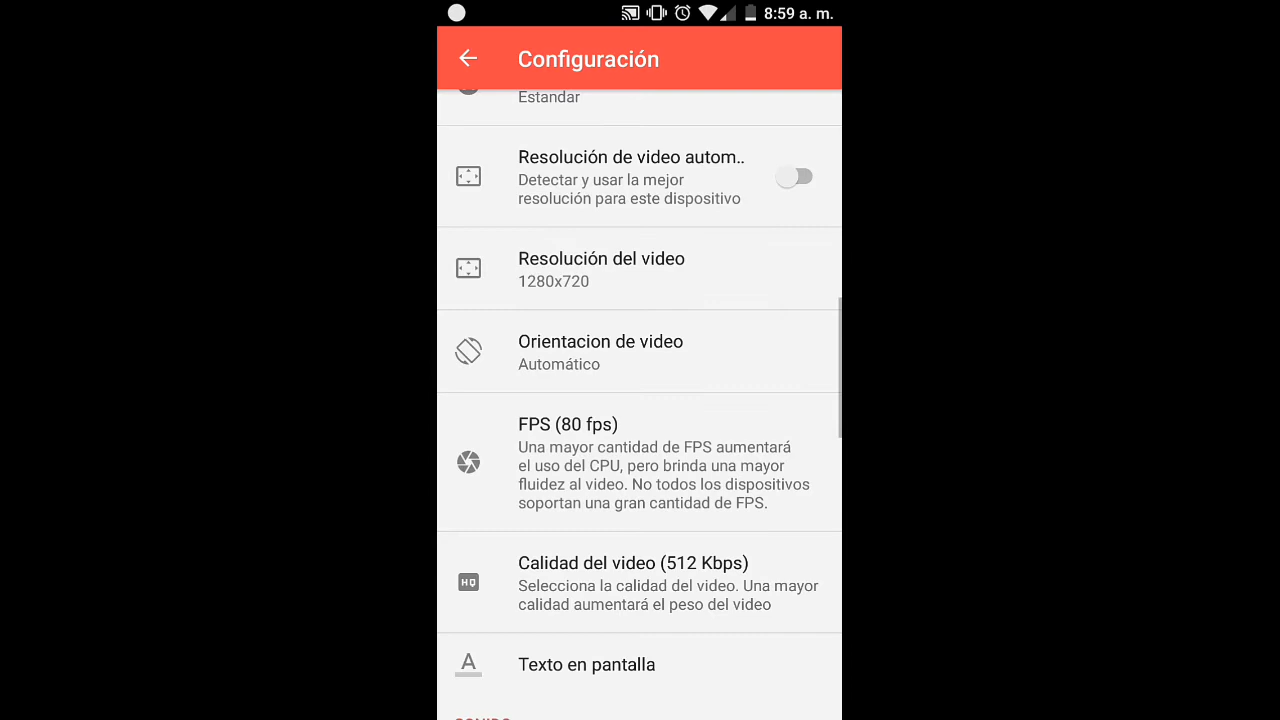 8:59 a. m.
Configuración
Estandar
Resolución de video autom..
Detectar y usar la mejor
resolución para este dispositivo
Resolución del video
1280x720
Orientacion de video
Automático
FPS (80 fps)
Una mayor cantidad de FPS aumentará
el uso del CPU, pero brinda una mayor
fluidez al video. No todos los dispositivos
soportan una gran cantidad de FPS.
HQ
Calidad del video (512 Kbps)
Selecciona la calidad del video. Una mayor
calidad aumentará el peso del video
A
Texto en pantalla